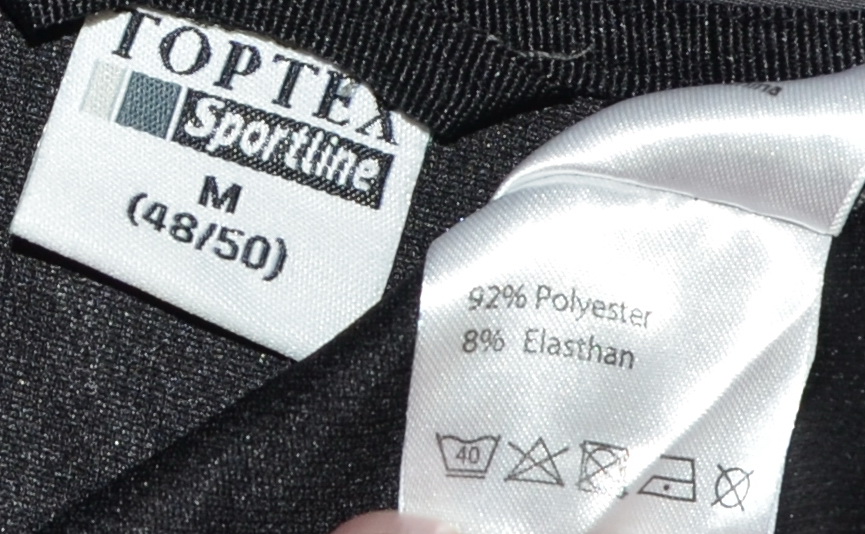 TOPTEX
Sportline
M
(48/50)
92% Polyester
8% Elasthan
40